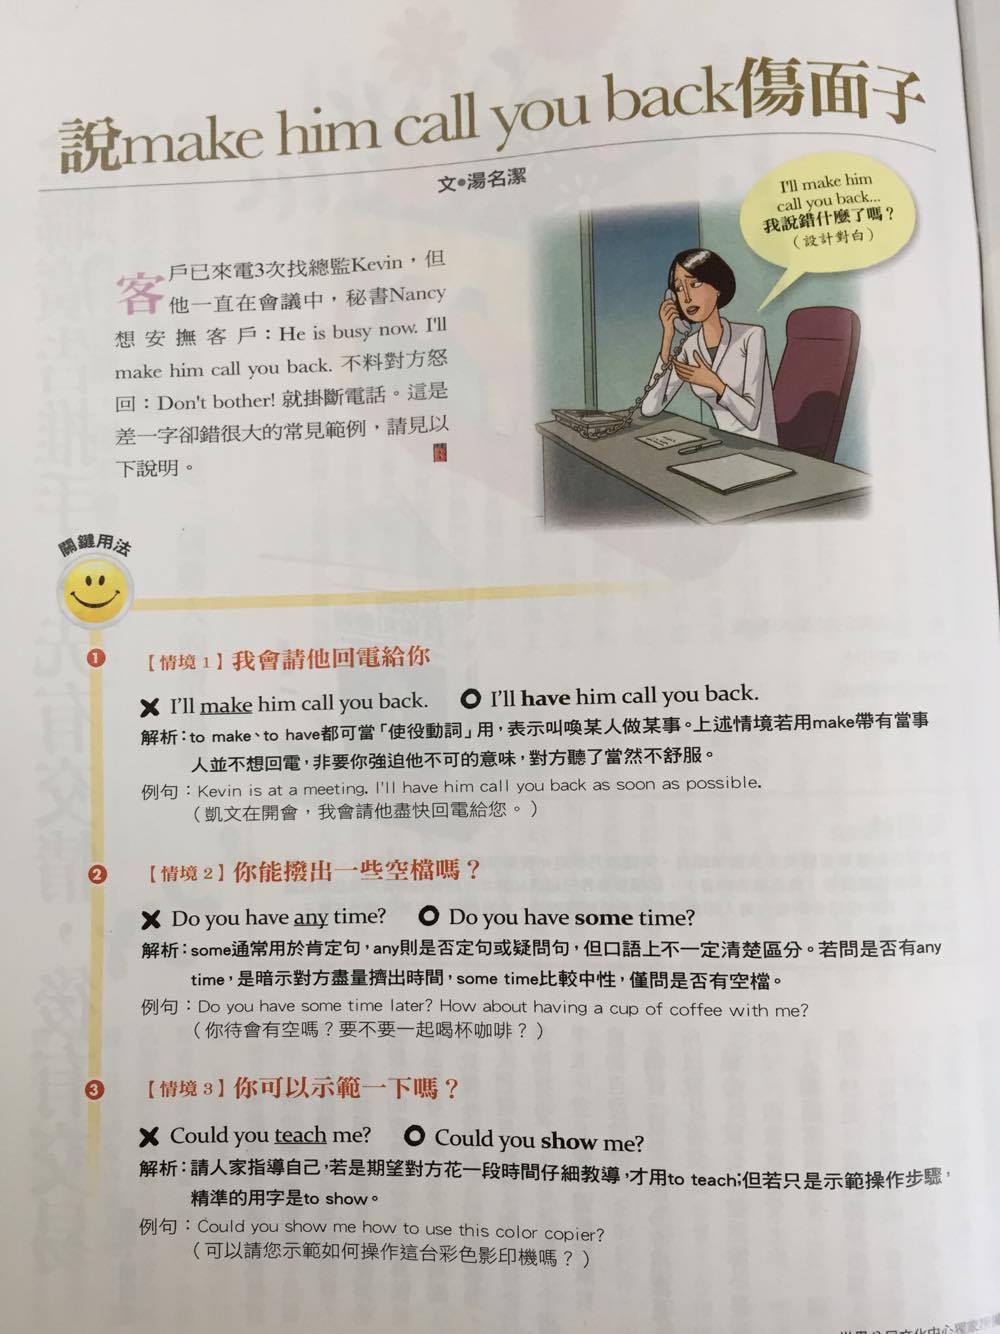 說make him call you back傷面子
文●湯名潔
I'll make him
call you back...
我說錯什麼了嗎？
（設計對白）
客戶已來電3次找總監Kevin，但
他一直在會議中，秘書Nancy
想安撫客戶：He is busy now. I'll
make him call you back. 不料對方怒
回：Don't bother! 就掛斷電話。這是
差一字卻錯很大的常見範例，請見以
下說明。
關鍵用法
1 【情境 1】我會請他回電給你
✗ I'll make him call you back. O I'll have him call you back.
解析：to make、to have都可當「使役動詞」用，表示叫喚某人做某事。上述情境若用make帶有當事
人並不想回電，非要你強迫他不可的意味，對方聽了當然不舒服。
例句：Kevin is at a meeting. I'll have him call you back as soon as possible.
（凱文在開會，我會請他盡快回電給您。）
2 【情境 2】你能撥出一些空檔嗎？
✗ Do you have any time? O Do you have some time?
解析：some通常用於肯定句，any則是否定句或疑問句，但口語上不一定清楚區分。若問是否有any
time，是暗示對方盡量擠出時間，some time比較中性，僅問是否有空檔。
例句：Do you have some time later? How about having a cup of coffee with me?
（你待會有空嗎？要不要一起喝杯咖啡？）
3 【情境 3】你可以示範一下嗎？
✗ Could you teach me? O Could you show me?
解析：請人家指導自己，若是期望對方花一段時間仔細教導，才用to teach；但若只是示範操作步驟，
精準的用字是to show。
例句：Could you show me how to use this color copier?
（可以請您示範如何操作這台彩色影印機嗎？）